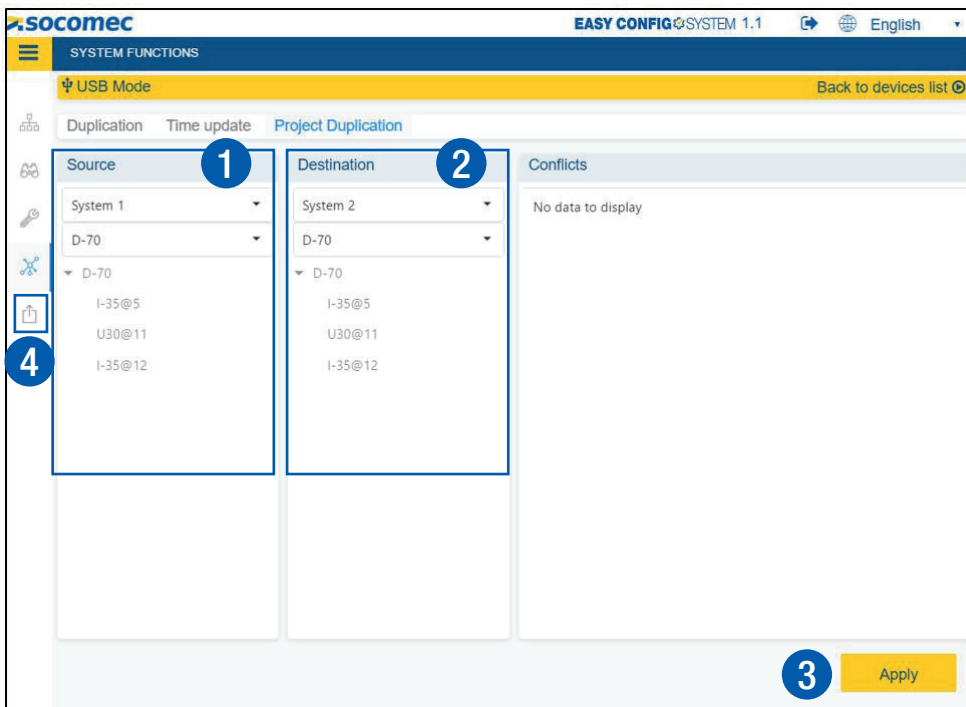 socomec
EASY CONFIG SYSTEM 1.1
English
SYSTEM FUNCTIONS
USB Mode
Back to devices list
Duplication
Time update
Project Duplication
Source
1
Destination
2
Conflicts
System 1
System 2
No data to display
D-70
D-70
D-70
D-70
I-35@5
I-35@5
U30@11
U30@11
4
I-35@12
I-35@12
3
Apply